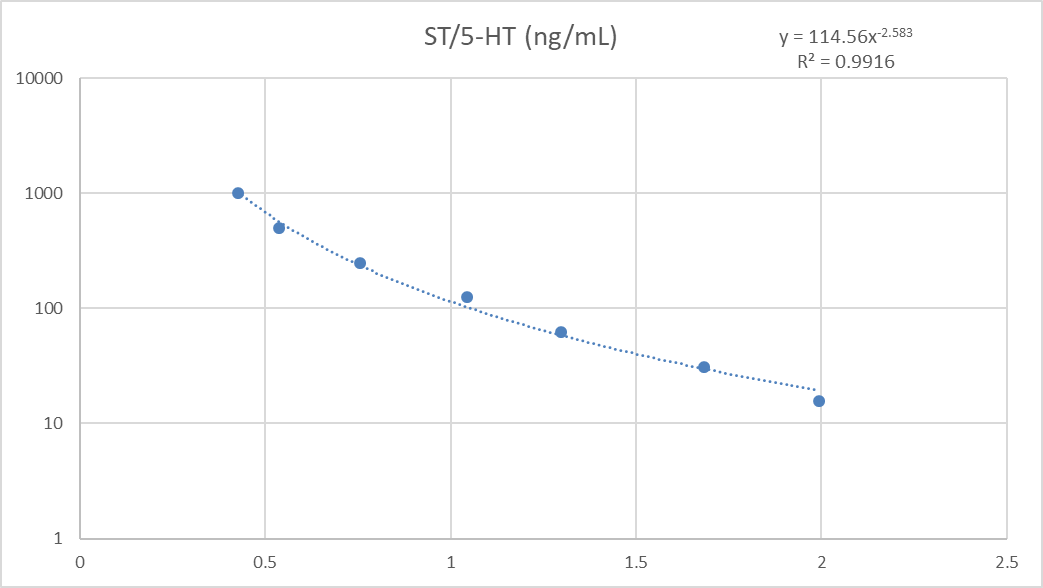 ST/5-HT (ng/mL)
y = 114.56x⁻²·⁵⁸³
R² = 0.9916
10000
1000
100
10
1
0 0.5 1 1.5 2 2.5